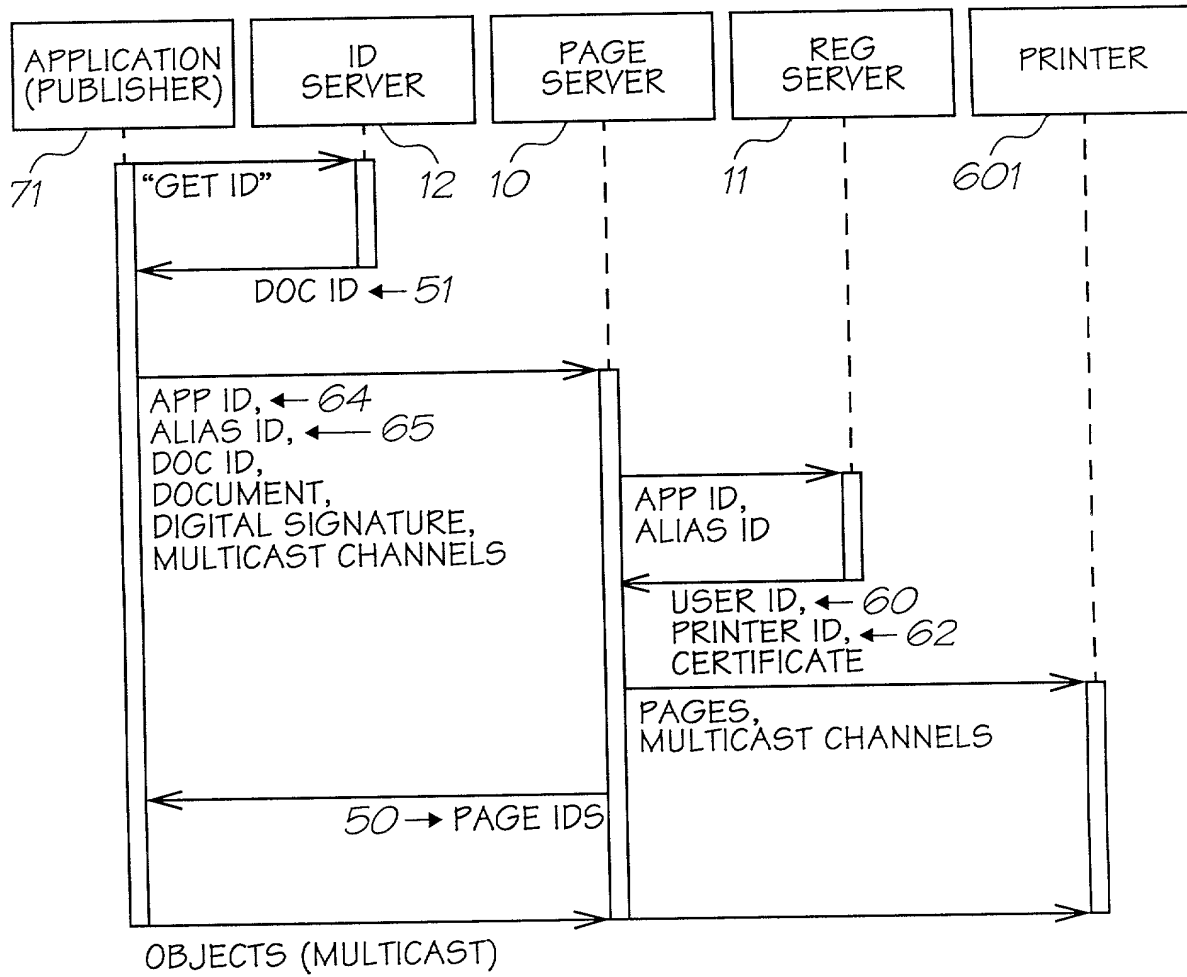 APPLICATION
(PUBLISHER)
ID
SERVER
PAGE
SERVER
REG
SERVER
PRINTER
71
12
10
11
601
"GET ID"
DOC ID ← 51
APP ID, ← 64
ALIAS ID, ← 65
DOC ID,
DOCUMENT,
DIGITAL SIGNATURE,
MULTICAST CHANNELS
APP ID,
ALIAS ID
USER ID, ← 60
PRINTER ID, ← 62
CERTIFICATE
PAGES,
MULTICAST CHANNELS
50 → PAGE IDS
OBJECTS (MULTICAST)